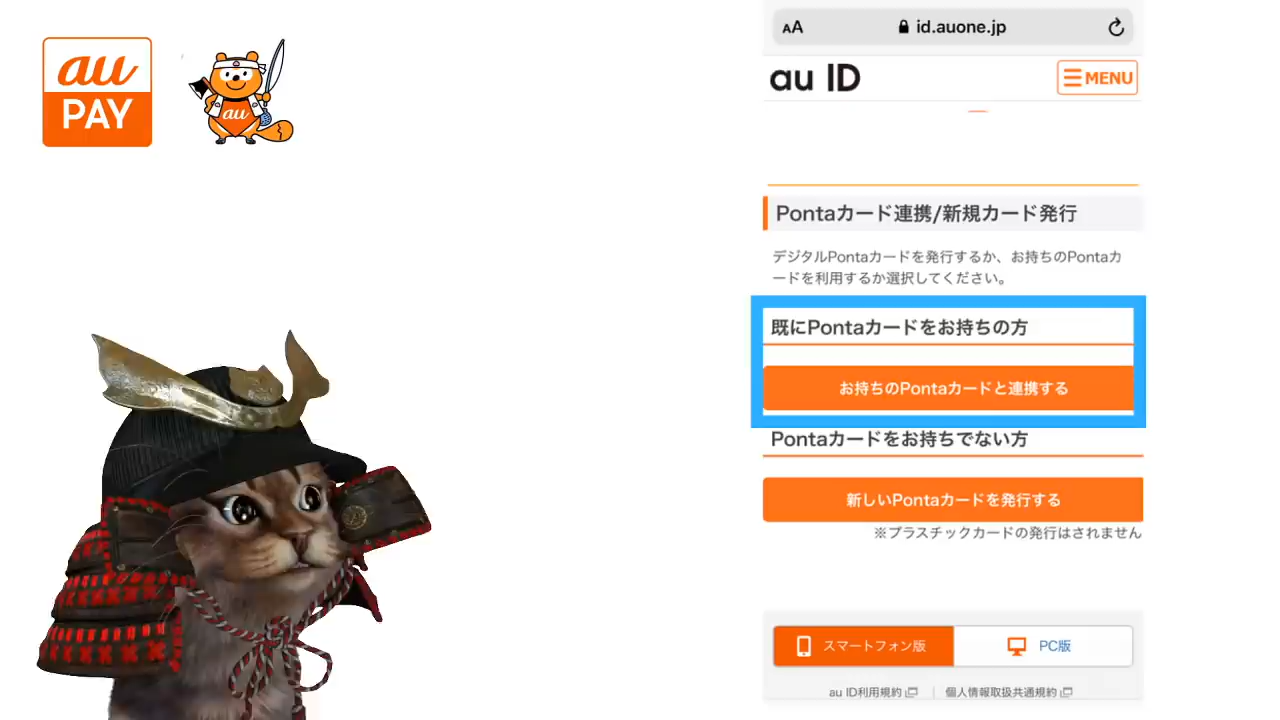 au
PAY
au
AA
id.auone.jp
au ID
MENU
Pontaカード連携/新規カード発行
デジタルPontaカードを発行するか、お持ちのPontaカ
ードを利用するか選択してください。
既にPontaカードをお持ちの方
お持ちのPontaカードと連携する
Pontaカードをお持ちでない方
新しいPontaカードを発行する
※プラスチックカードの発行はされません
スマートフォン版
PC版
au ID利用規約
個人情報取扱共通規約